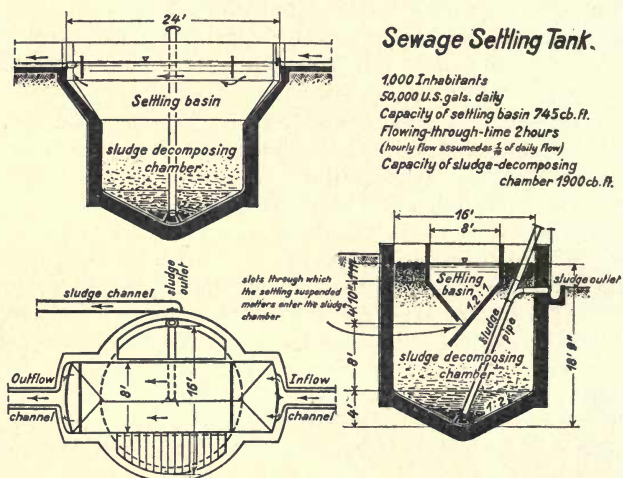 24'
Settling basin
sludge decomposing
chamber
Sewage Settling Tank.
1,000 Inhabitants
50,000 U.S. gals. daily
Capacity of settling basin 745 cb. ft.
Flowing-through-time 2 hours
(hourly flow assumed as of daily flow)
Capacity of sludge-decomposing
chamber 1900 cb. ft.
sludge channel
sludge
outlet
Outflow
channel
8'
16'
Inflow
channel
slots through which
the settling suspended
matters enter the sludge-
chamber
16'
8'
Settling
basin
1.2:1
sludge outlet
sludge
pipe
4'10"
8'
4'
sludge decomposing
chamber
1:2
18'9"